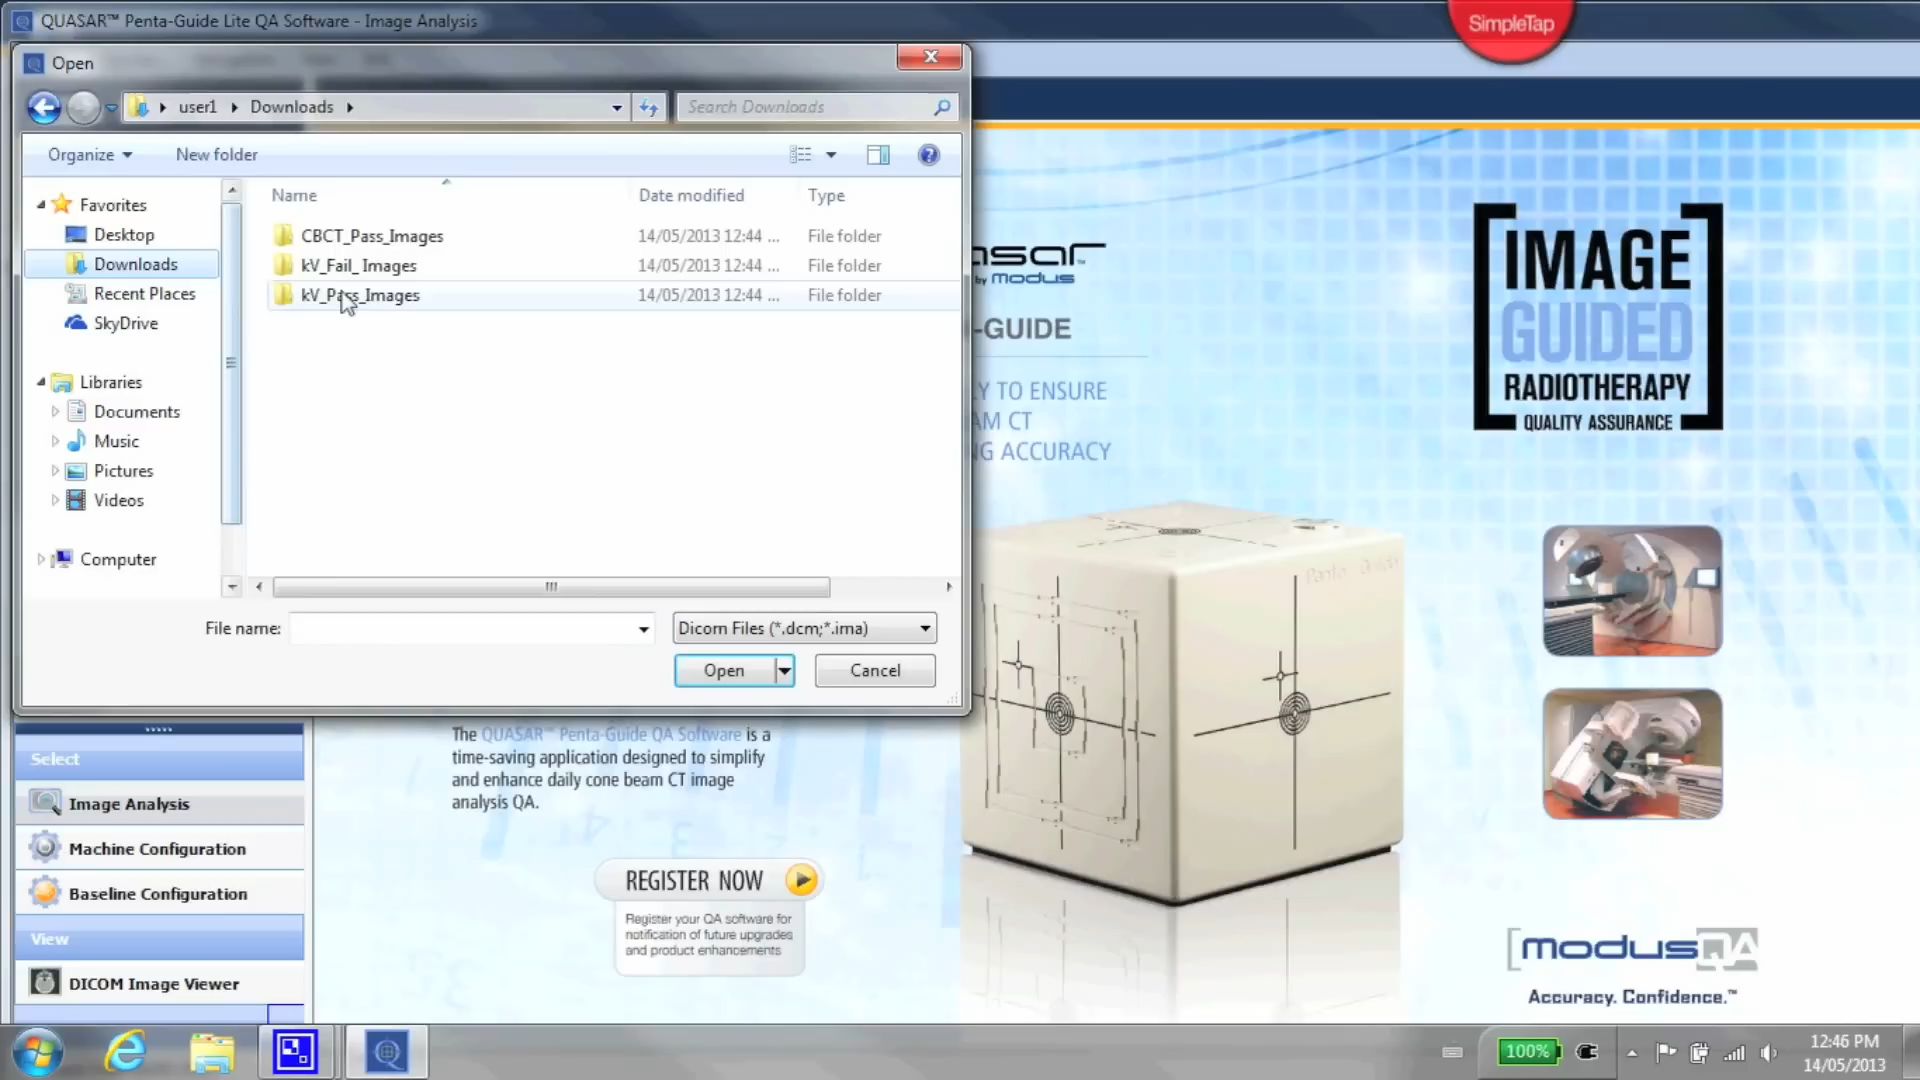 QUASAR™ Penta-Guide Lite QA Software - Image Analysis
SimpleTap
Open
user1 Downloads
Search Downloads
Organize New folder
Name Date modified Type
Favorites
Desktop
Downloads
Recent Places
SkyDrive
Libraries
Documents
Music
Pictures
Videos
Computer
CBCT_Pass_Images 14/05/2013 12:44 ... File folder
kV_Fail_ Images 14/05/2013 12:44 ... File folder
kV_Pass_Images 14/05/2013 12:44 ... File folder
File name:
Dicom Files (*.dcm;*.ima)
Open Cancel
by Modus
-GUIDE
Y TO ENSURE
AM CT
NG ACCURACY
IMAGE
GUIDED
RADIOTHERAPY
QUALITY ASSURANCE
Penta Guide
Select
Image Analysis
Machine Configuration
Baseline Configuration
View
DICOM Image Viewer
The QUASAR™ Penta-Guide QA Software is a
time-saving application designed to simplify
and enhance daily cone beam CT image
analysis QA.
REGISTER NOW
Register your QA software for
notification of future upgrades
and product enhancements
modusQA
Accuracy. Confidence.™
100%
12:46 PM
14/05/2013